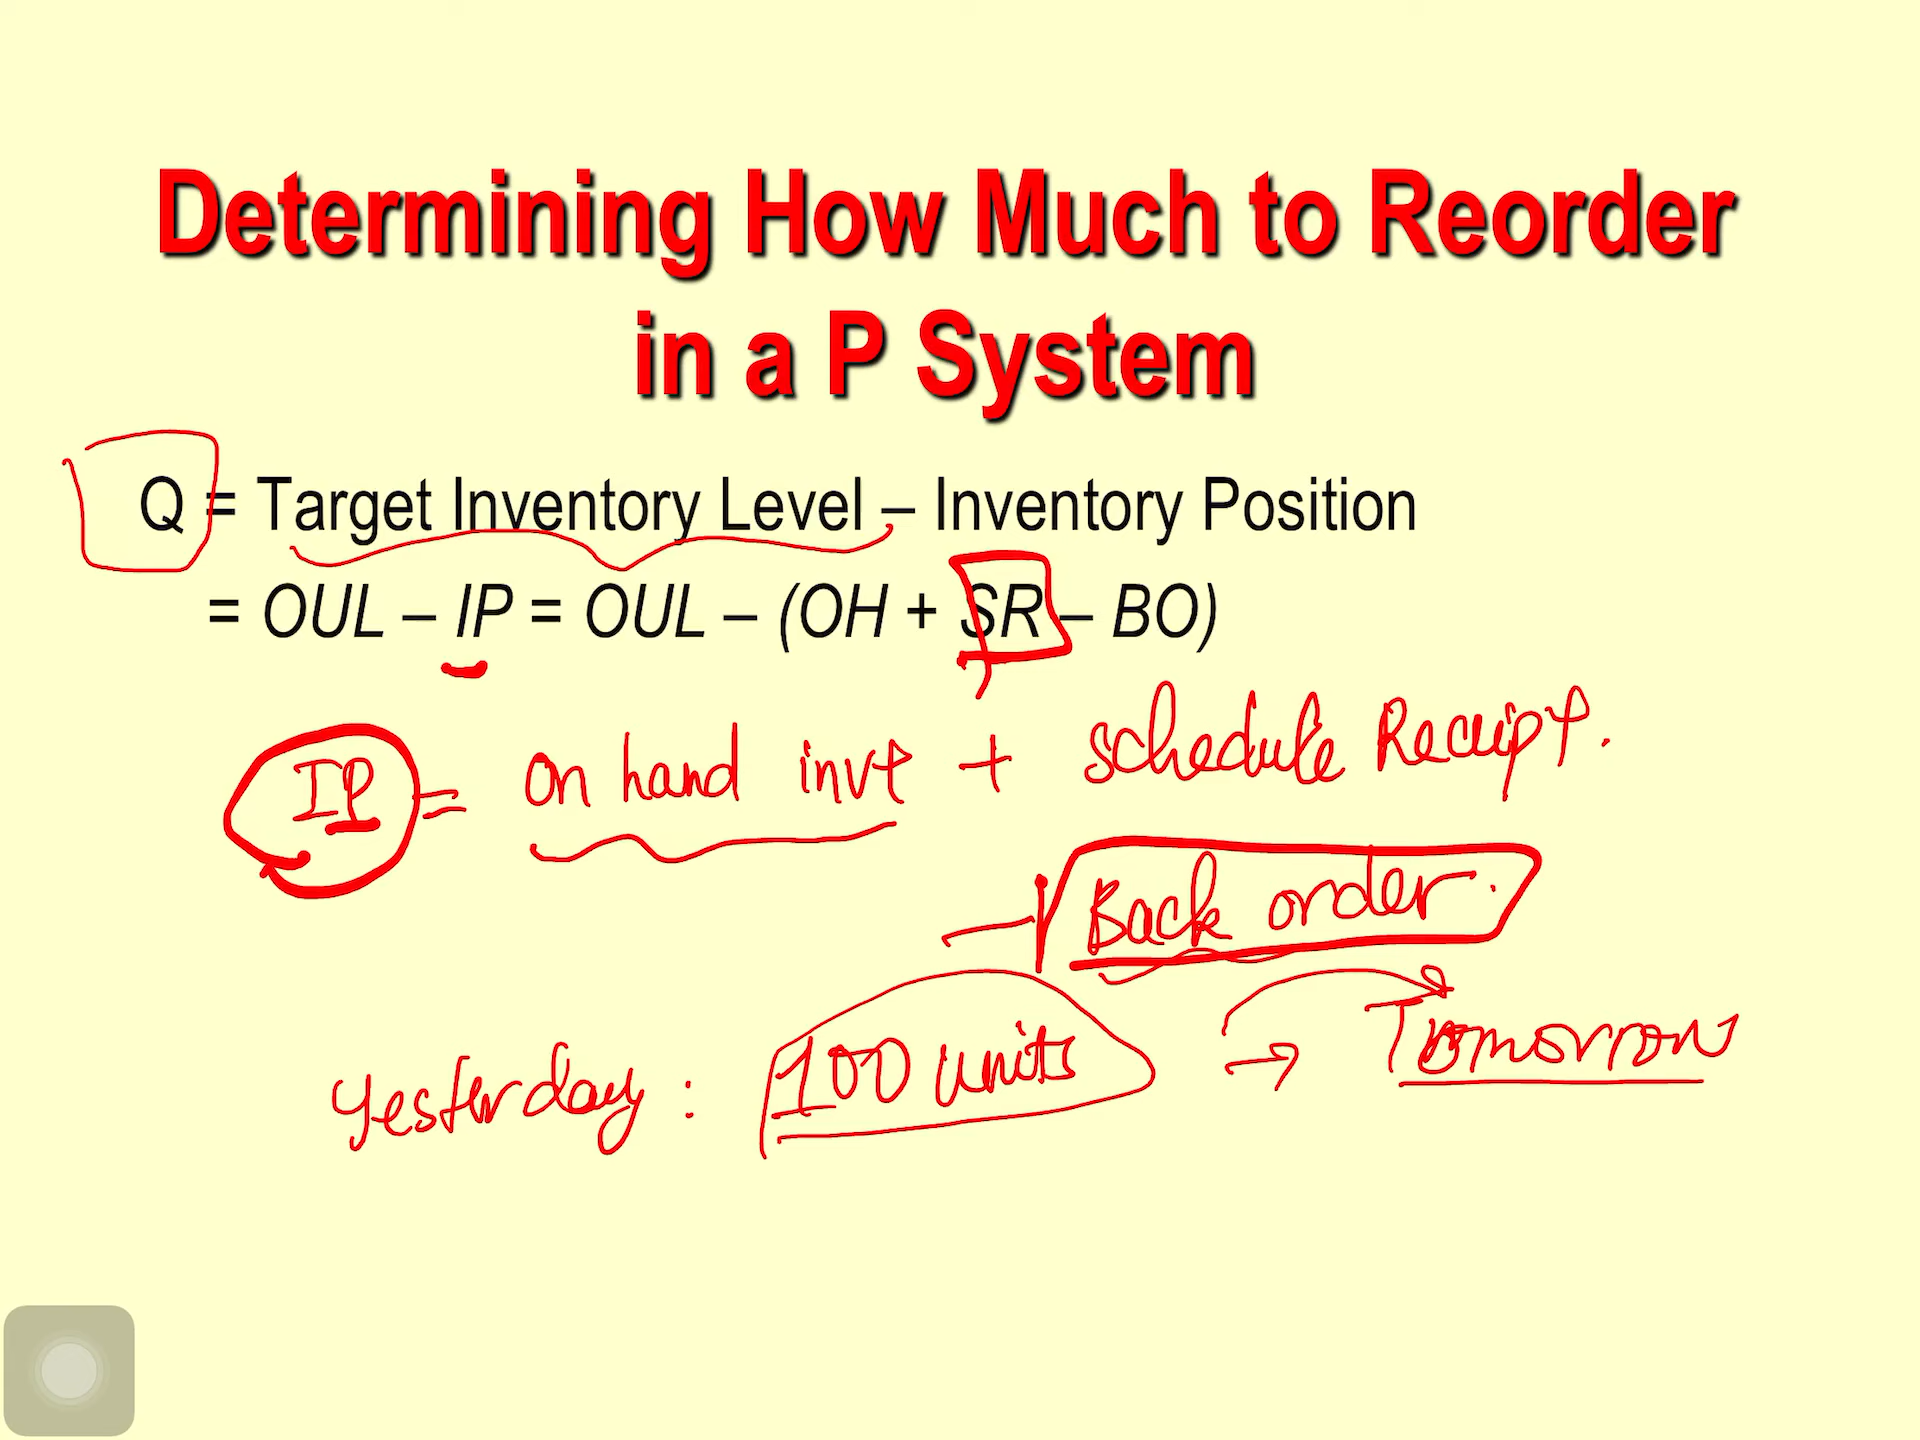 Determining How Much to Reorder
in a P System
Q = Target Inventory Level – Inventory Position
= OUL – IP = OUL – (OH + SR – BO)
IP = on hand invt + schedule Receipt.
– Back order.
Yesterday : 100 units → Tomorrow